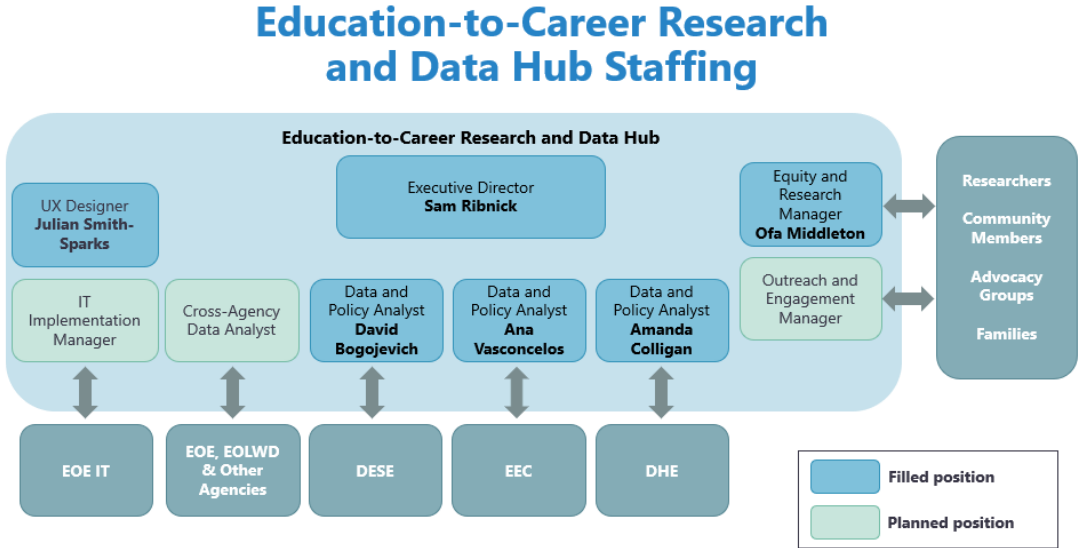 Education-to-Career Research
and Data Hub Staffing
Education-to-Career Research and Data Hub
Executive Director
Sam Ribnick
UX Designer
Julian Smith-
Sparks
Equity and
Research
Manager
Ofa Middleton
IT
Implementation
Manager
Cross-Agency
Data Analyst
Data and
Policy Analyst
David
Bogojevich
Data and
Policy Analyst
Ana
Vasconcelos
Data and
Policy Analyst
Amanda
Colligan
Outreach and
Engagement
Manager
Researchers
Community
Members
Advocacy
Groups
Families
EOE IT
EOE, EOLWD
& Other
Agencies
DESE
EEC
DHE
Filled position
Planned position